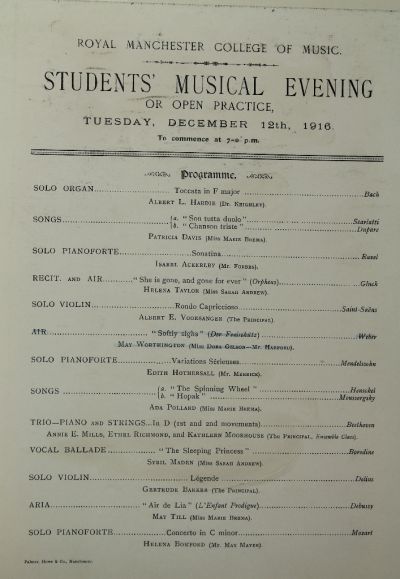 ROYAL MANCHESTER COLLEGE OF MUSIC.
STUDENTS' MUSICAL EVENING
OR OPEN PRACTICE,
TUESDAY, DECEMBER 12th, 1916.
To commence at 7-0 p.m.
Programme.
SOLO ORGAN Toccata in F major Bach
ALBERT L. HARDIE (DR. KEIGHLEY).
SONGS {a. "Son tutta duolo" Scarlatti
{b. "Chanson triste" Duparc
PATRICIA DAVIS (MISS MARIE BREMA).
SOLO PIANOFORTE Sonatina Ravel
ISABEL ACKERLEY (MR. FORBES).
RECIT. AND AIR "She is gone, and gone for ever" (Orpheus) Gluck
HELENA TAYLOR (MISS SARAH ANDREW).
SOLO VIOLIN Rondo Capriccioso Saint-Saëns
ALBERT E. VOORSANGER (THE PRINCIPAL).
AIR "Softly sighs" (Der Freischütz) Weber
MAY WORTHINGTON (MISS DORA GILSON—MR. HARFORD).
SOLO PIANOFORTE Variations Sérieuses Mendelssohn
EDITH HOTHERSALL (MR. MERRICK).
SONGS {a. "The Spinning Wheel" Henschel
{b. "Hopak" Moussorgsky
ADA POLLARD (MISS MARIE BREMA).
TRIO—PIANO AND STRINGS In D (1st and 2nd movements) Beethoven
ANNIE E. MILLS, ETHEL RICHMOND, AND KATHLEEN MOORHOUSE (THE PRINCIPAL, Ensemble Class).
VOCAL BALLADE "The Sleeping Princess" Borodine
SYBIL MADEN (MISS SARAH ANDREW).
SOLO VIOLIN Légende Delius
GERTRUDE BARKER (THE PRINCIPAL).
ARIA "Air de Lia" (L'Enfant Prodigue) Debussy
MAY TILL (MISS MARIE BREMA).
SOLO PIANOFORTE Concerto in C minor Mozart
HELENA BOMFORD (MR. MAX MAYER).
Palmer, Howe & Co., Manchester.